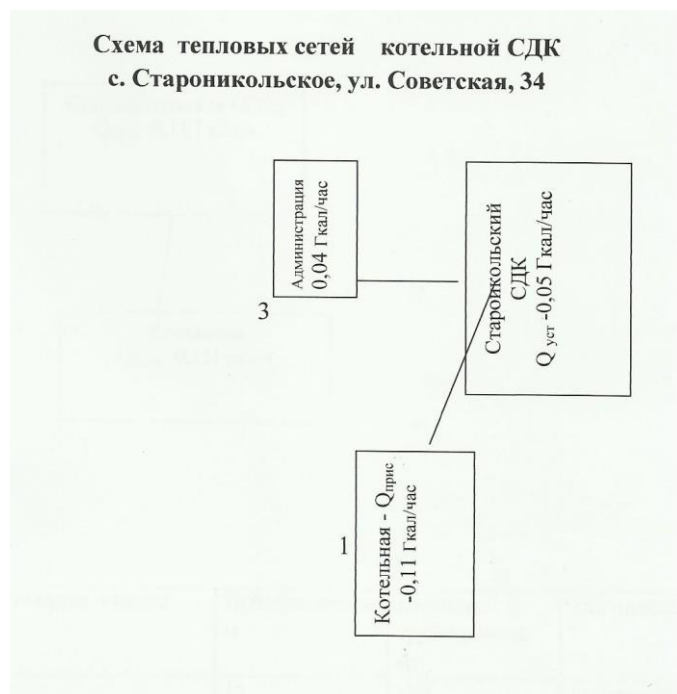 Схема тепловых сетей котельной СДК
с. Староникольское, ул. Советская, 34
Администрация
0,04 Гкал/час
3
Староикольский
СДК
Q уст -0,05 Гкал/час
1
Котельная - Qприс
-0,11 Гкал/час